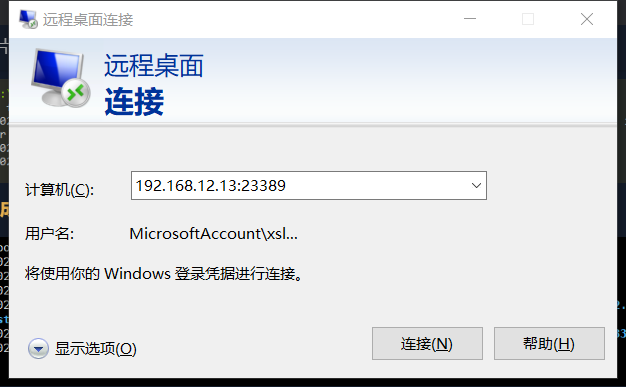 远程桌面连接
远程桌面
连接
计算机(C): 192.168.12.13:23389
用户名: MicrosoftAccount\xsl...
将使用你的 Windows 登录凭据进行连接。
显示选项(O) 连接(N) 帮助(H)